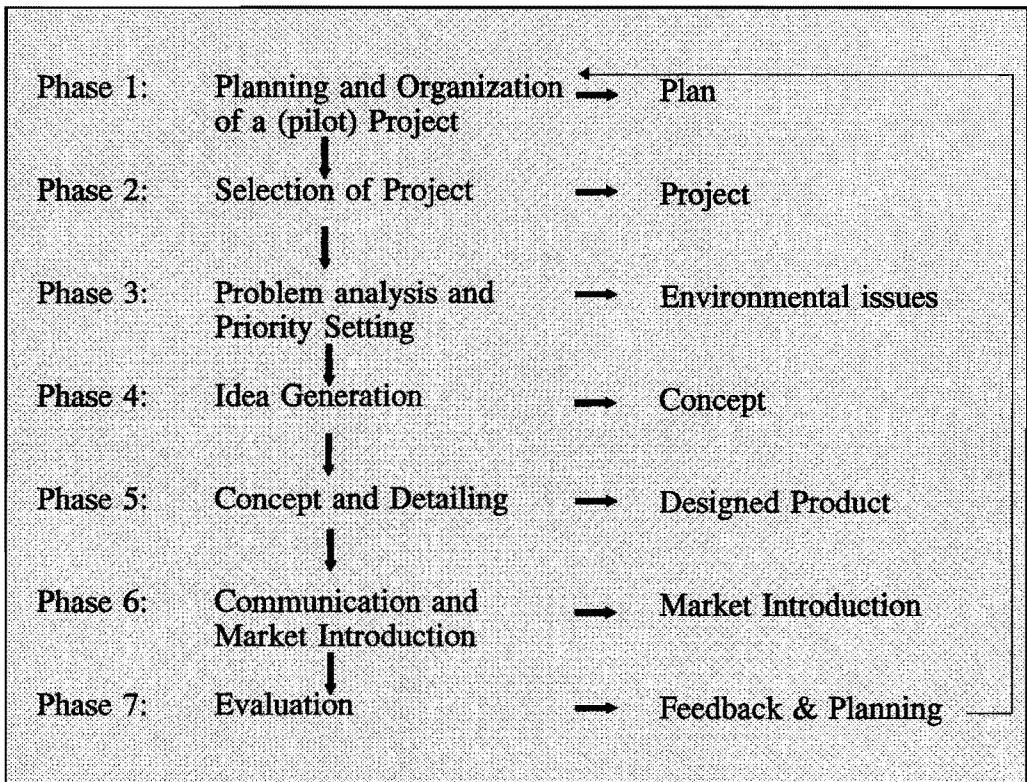 Phase 1: Planning and Organization Plan
of a (pilot) Project
Phase 2: Selection of Project Project
Phase 3: Problem analysis and Environmental issues
Priority Setting
Phase 4: Idea Generation Concept
Phase 5: Concept and Detailing Designed Product
Phase 6: Communication and Market Introduction
Market Introduction
Phase 7: Evaluation Feedback & Planning